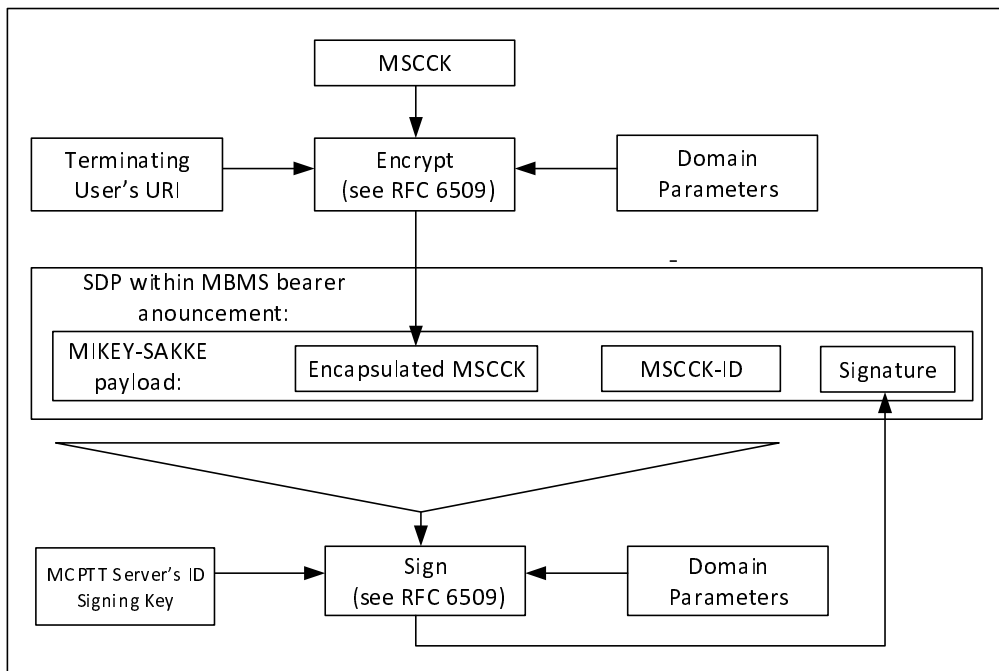 MSCCK
Terminating
User's URI
Encrypt
(see RFC 6509)
Domain
Parameters
SDP within MBMS bearer
anouncement:
MIKEY-SAKKE
payload:
Encapsulated MSCCK
MSCCK-ID
Signature
MCPTT Server's ID
Signing Key
Sign
(see RFC 6509)
Domain
Parameters